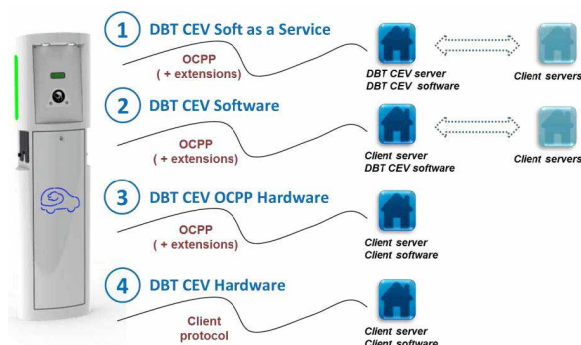 1 DBT CEV Soft as a Service
OCPP
( + extensions)
DBT CEV server
DBT CEV software
Client servers
2 DBT CEV Software
OCPP
( + extensions)
Client server
DBT CEV software
Client servers
3 DBT CEV OCPP Hardware
OCPP
( + extensions)
Client server
Client software
4 DBT CEV Hardware
Client
protocol
Client server
Client software